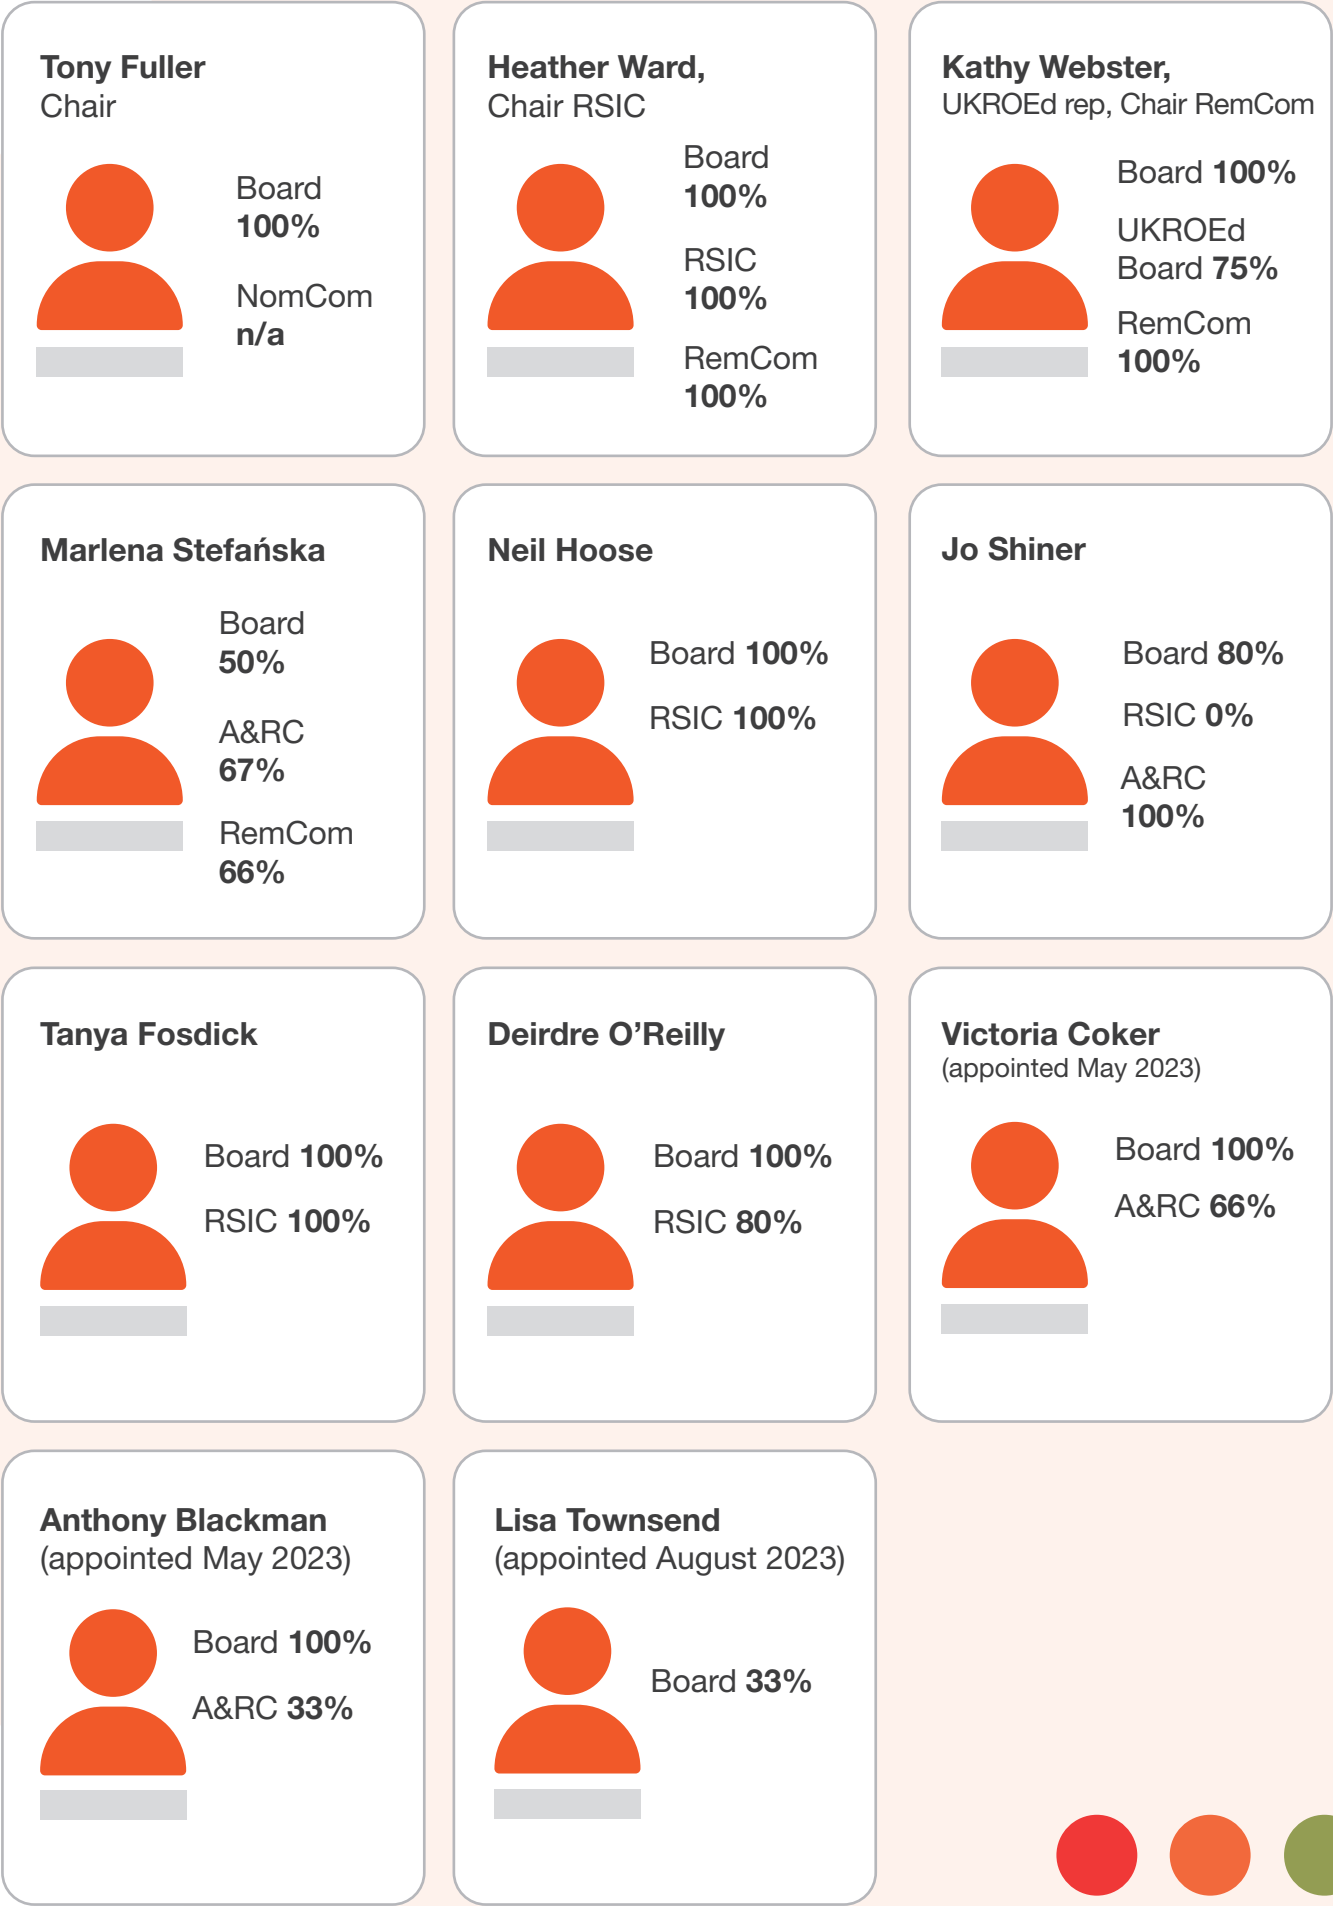 Tony Fuller
Chair
Board
100%
NomCom
n/a
Heather Ward,
Chair RSIC
Board
100%
RSIC
100%
RemCom
100%
Kathy Webster,
UKROEd rep, Chair RemCom
Board 100%
UKROEd
Board 75%
RemCom
100%
Marlena Stefańska
Board
50%
A&RC
67%
RemCom
66%
Neil Hoose
Board 100%
RSIC 100%
Jo Shiner
Board 80%
RSIC 0%
A&RC
100%
Tanya Fosdick
Board 100%
RSIC 100%
Deirdre O’Reilly
Board 100%
RSIC 80%
Victoria Coker
(appointed May 2023)
Board 100%
A&RC 66%
Anthony Blackman
(appointed May 2023)
Board 100%
A&RC 33%
Lisa Townsend
(appointed August 2023)
Board 33%